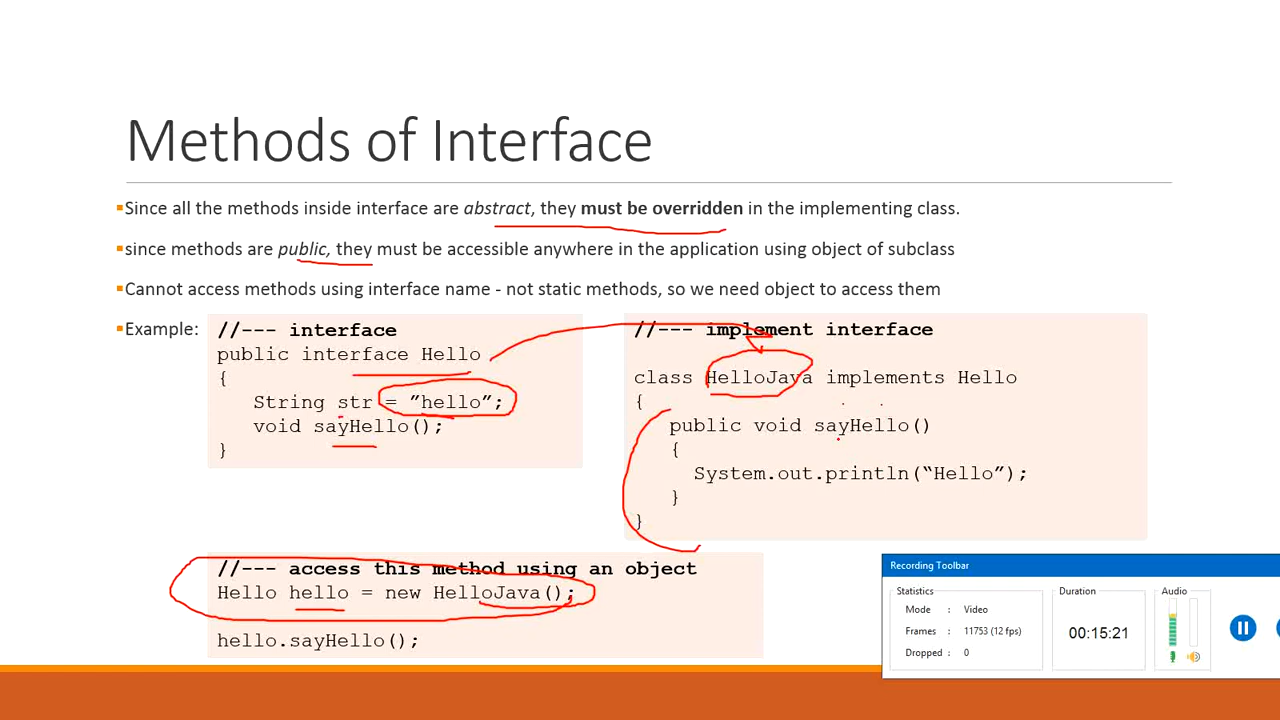 Methods of Interface
▪Since all the methods inside interface are abstract, they must be overridden in the implementing class.
▪since methods are public, they must be accessible anywhere in the application using object of subclass
▪Cannot access methods using interface name - not static methods, so we need object to access them
▪Example:
//--- interface
public interface Hello
{
String str = ”hello”;
void sayHello();
}
//--- implement interface
class HelloJava implements Hello
{
public void sayHello()
{
System.out.println(“Hello”);
}
}
//--- access this method using an object
Hello hello = new HelloJava();
hello.sayHello();
Recording Toolbar
Statistics
Mode : Video
Frames : 11753 (12 fps)
Dropped : 0
Duration
00:15:21
Audio